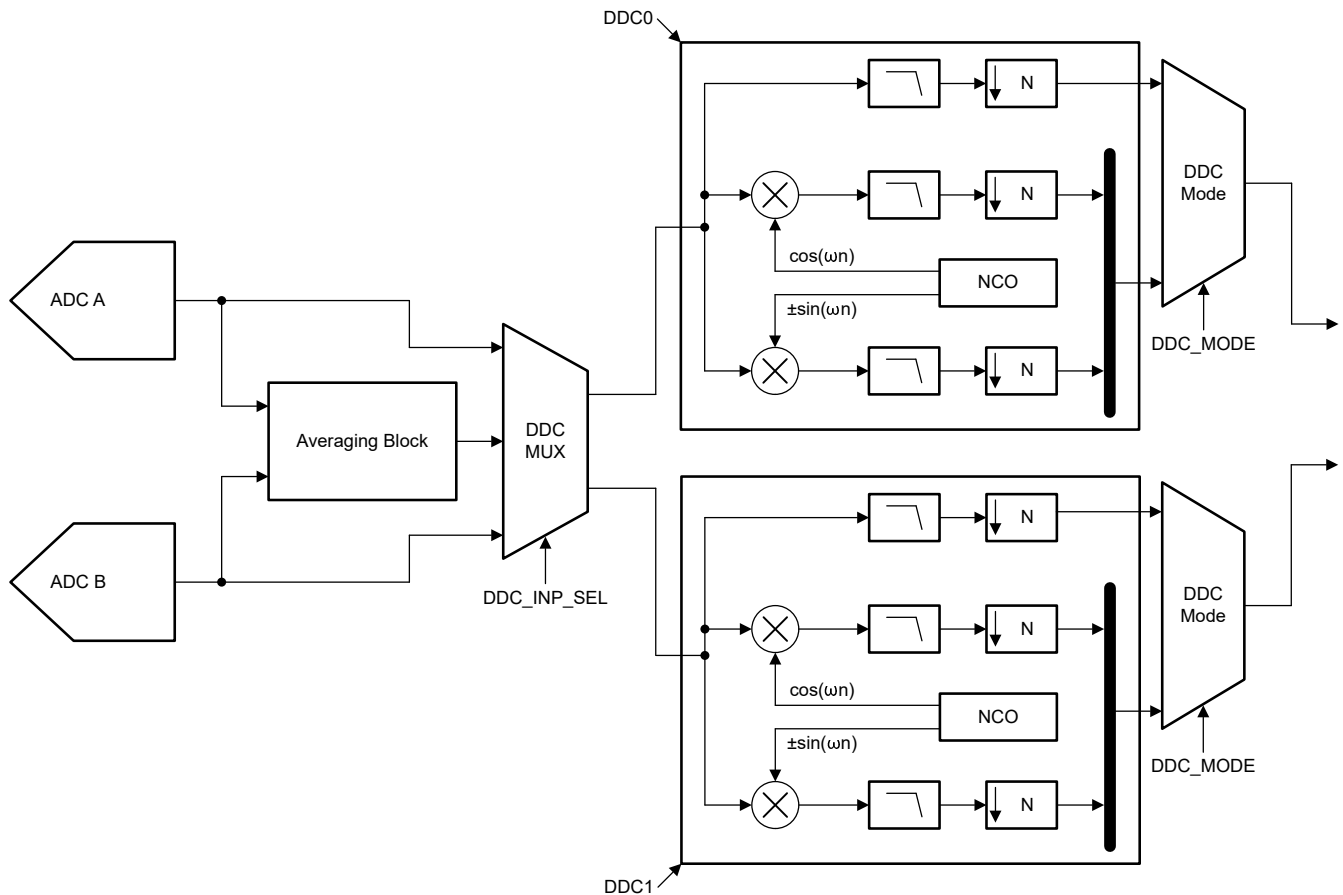 DDC0
N
DDC
Mode
N
cos(ωn)
NCO
±sin(ωn)
DDC_MODE
N
ADC A
Averaging Block
DDC
MUX
ADC B
DDC_INP_SEL
N
DDC
Mode
N
cos(ωn)
NCO
±sin(ωn)
DDC_MODE
N
DDC1